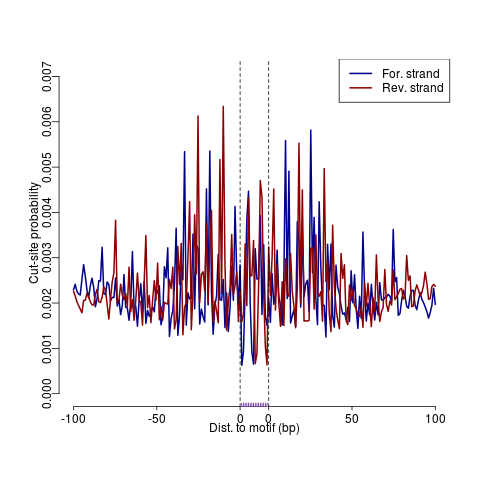 For. strand
Rev. strand
Cut-site probability
0.007
0.006
0.005
0.004
0.003
0.002
0.001
0.000
-100 -50 0 0 50 100
Dist. to motif (bp)